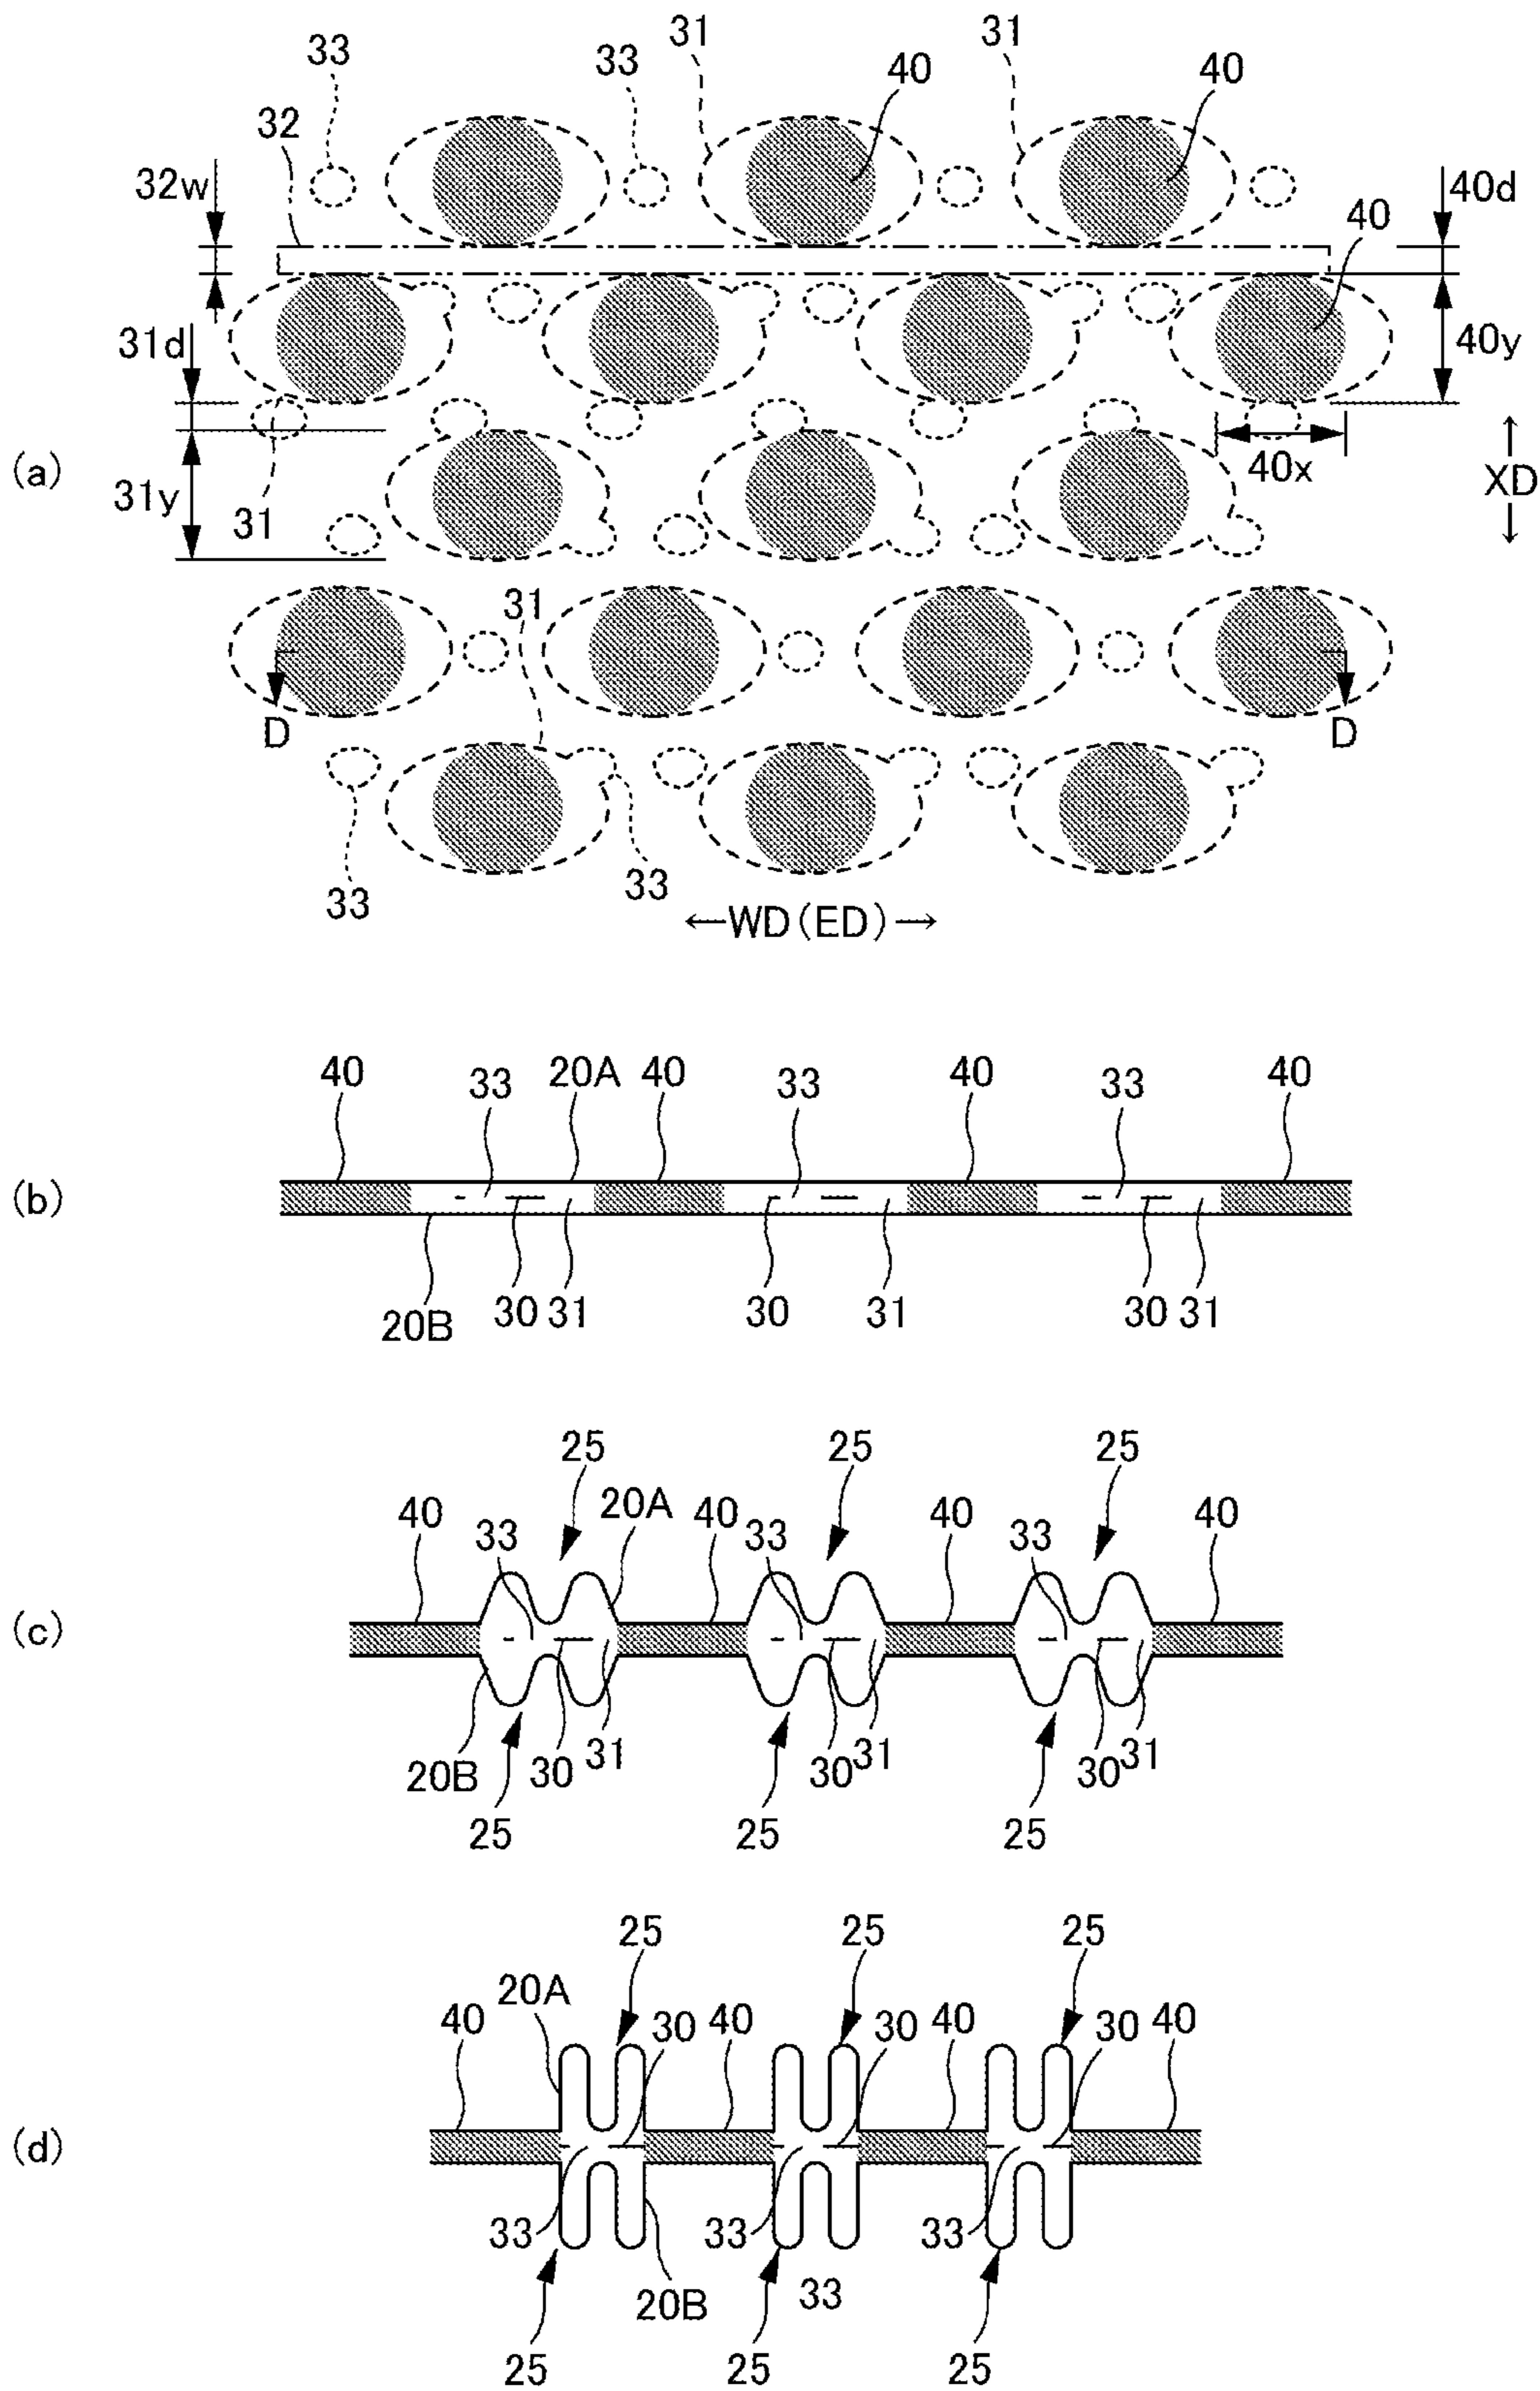 31 31
33 33 40 40
32
32w 40d
40
31d 40y
(a) 31y 31 40x XD
31
D D
33 33
←WD(ED)→
40 33 20A 40 33 40 33 40
(b)
20B 30 31 30 31 30 31
25 25 25
40 33 20A 40 33 40 33 40
(c)
20B 30 31 30 31 30 31
25 25 25
25 25 25
20A 40 30 40 30 40 30 40
(d)
33 33 33
20B 33
25 25 25